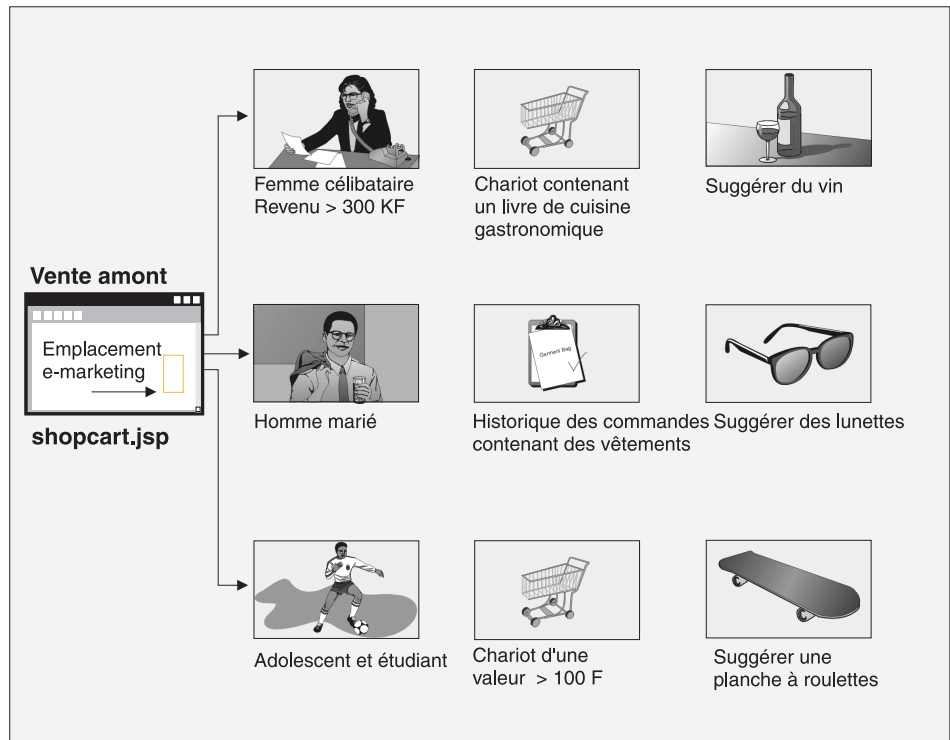 Femme célibataire
Revenu > 300 KF
Chariot contenant
un livre de cuisine
gastronomique
Suggérer du vin
Vente amont
Emplacement
e-marketing
shopcart.jsp
Homme marié
Garment Bag
Historique des commandes
contenant des vêtements
Suggérer des lunettes
Adolescent et étudiant
Chariot d'une
valeur > 100 F
Suggérer une
planche à roulettes